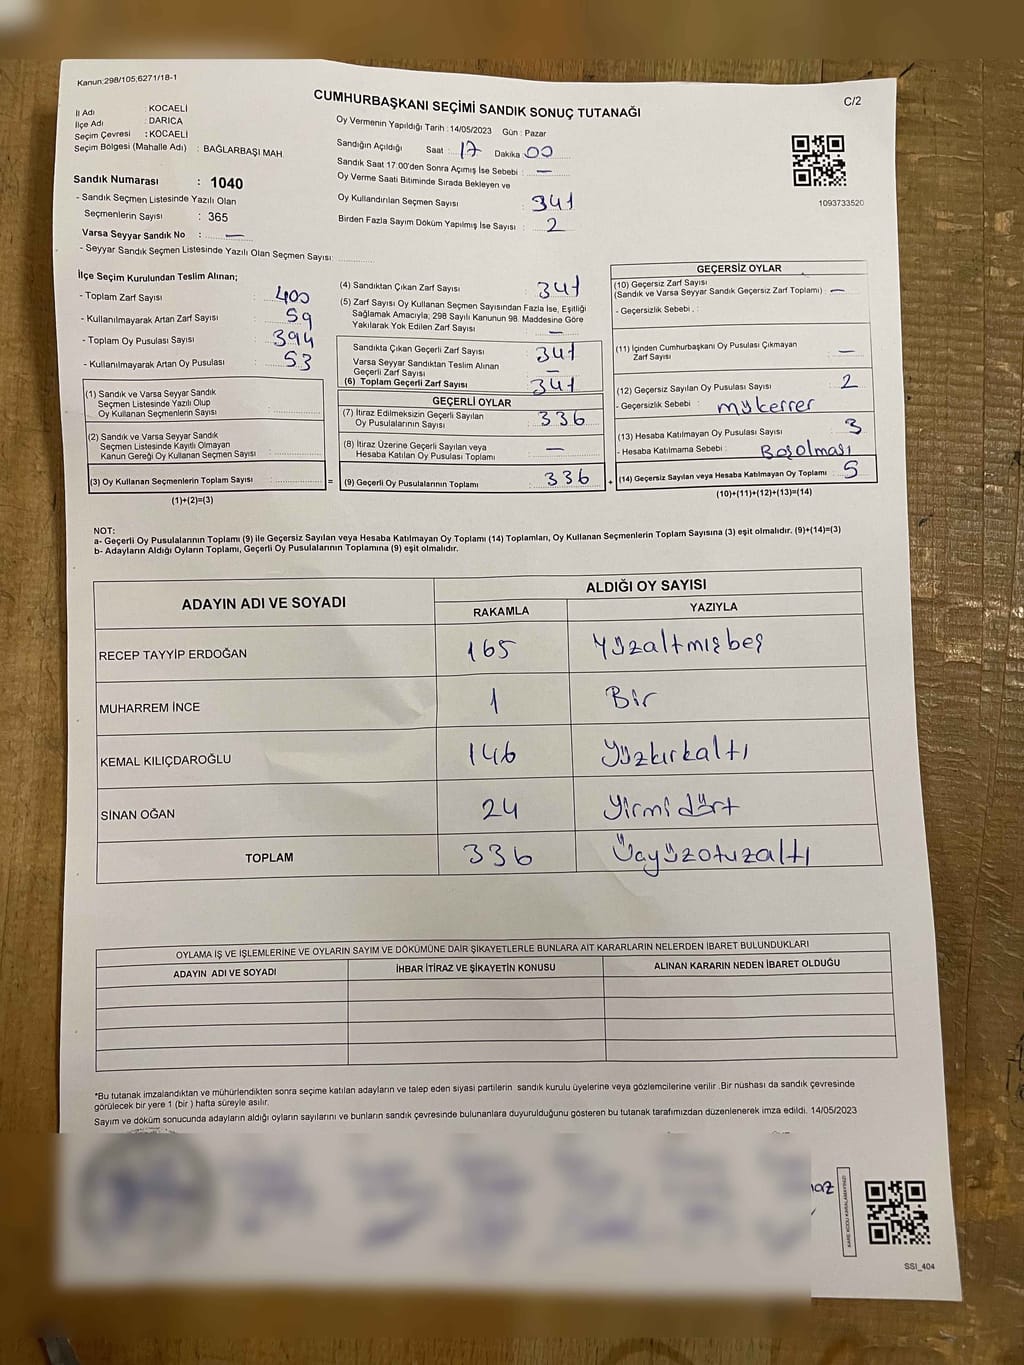 Kanun:298/105;6271/18-1
C/2
CUMHURBAŞKANI SEÇİMİ SANDIK SONUÇ TUTANAĞI
İl Adı : KOCAELİ
İlçe Adı : DARICA
Seçim Çevresi : KOCAELİ
Seçim Bölgesi (Mahalle Adı) : BAĞLARBAŞI MAH.
Sandık Numarası : 1040
- Sandık Seçmen Listesinde Yazılı Olan
Seçmenlerin Sayısı : 365
Varsa Seyyar Sandık No : —
- Seyyar Sandık Seçmen Listesinde Yazılı Olan Seçmen Sayısı:
Oy Vermenin Yapıldığı Tarih :14/05/2023 Gün : Pazar
Sandığın Açıldığı Saat : 17 Dakika 00
Sandık Saat 17:00'den Sonra Açımış İse Sebebi : —
Oy Verme Saati Bitiminde Sırada Bekleyen ve
Oy Kullandırılan Seçmen Sayısı : 341
Birden Fazla Sayım Döküm Yapılmış İse Sayısı : 2
1093733520
İlçe Seçim Kurulundan Teslim Alınan;
- Toplam Zarf Sayısı 400
- Kullanılmayarak Artan Zarf Sayısı 59
- Toplam Oy Pusulası Sayısı 394
- Kullanılmayarak Artan Oy Pusulası 53
(1) Sandık ve Varsa Seyyar Sandık
Seçmen Listesinde Yazılı Olup
Oy Kullanan Seçmenlerin Sayısı :
(2) Sandık ve Varsa Seyyar Sandık
Seçmen Listesinde Kayıtlı Olmayan
Kanun Gereği Oy Kullanan Seçmen Sayısı :
(3) Oy Kullanan Seçmenlerin Toplam Sayısı :
(1)+(2)=(3)
=
(4) Sandıktan Çıkan Zarf Sayısı : 341
(5) Zarf Sayısı Oy Kullanan Seçmen Sayısından Fazla İse, Eşitliği
Sağlamak Amacıyla; 298 Sayılı Kanunun 98. Maddesine Göre
Yakılarak Yok Edilen Zarf Sayısı : —
Sandıkta Çıkan Geçerli Zarf Sayısı : 341
Varsa Seyyar Sandıktan Teslim Alınan
Geçerli Zarf Sayısı : —
(6) Toplam Geçerli Zarf Sayısı : 341
GEÇERLİ OYLAR
(7) İtiraz Edilmeksizin Geçerli Sayılan
Oy Pusulalarının Sayısı : 336
(8) İtiraz Üzerine Geçerli Sayılan veya
Hesaba Katılan Oy Pusulası Toplamı : —
(9) Geçerli Oy Pusulalarının Toplamı : 336
+
GEÇERSİZ OYLAR
(10) Geçersiz Zarf Sayısı
(Sandık ve Varsa Seyyar Sandık Geçersiz Zarf Toplamı) : —
- Geçersizlik Sebebi . :
(11) İçinden Cumhurbaşkanı Oy Pusulası Çıkmayan
Zarf Sayısı : —
(12) Geçersiz Sayılan Oy Pusulası Sayısı : 2
- Geçersizlik Sebebi : mükerrer
(13) Hesaba Katılmayan Oy Pusulası Sayısı : 3
- Hesaba Katılmama Sebebi : Boşolması
(14) Geçersiz Sayılan veya Hesaba Katılmayan Oy Toplamı : 5
(10)+(11)+(12)+(13)=(14)
NOT:
a- Geçerli Oy Pusulalarının Toplamı (9) ile Geçersiz Sayılan veya Hesaba Katılmayan Oy Toplamı (14) Toplamları, Oy Kullanan Seçmenlerin Toplam Sayısına (3) eşit olmalıdır. (9)+(14)=(3)
b- Adayların Aldığı Oyların Toplamı, Geçerli Oy Pusulalarının Toplamına (9) eşit olmalıdır.
ADAYIN ADI VE SOYADI
ALDIĞI OY SAYISI
RAKAMLA YAZIYLA
RECEP TAYYİP ERDOĞAN 165 Yüzaltmışbeş
MUHARREM İNCE 1 Bir
KEMAL KILIÇDAROĞLU 146 Yüzkırkaltı
SİNAN OĞAN 24 Yirmi dört
TOPLAM 336 Üçyüzotuzaltı
OYLAMA İŞ VE İŞLEMLERİNE VE OYLARIN SAYIM VE DÖKÜMÜNE DAİR ŞİKAYETLERLE BUNLARA AİT KARARLARIN NELERDEN İBARET BULUNDUKLARI
ADAYIN ADI VE SOYADI İHBAR İTİRAZ VE ŞİKAYETİN KONUSU ALINAN KARARIN NEDEN İBARET OLDUĞU
*Bu tutanak imzalandıktan ve mühürlendikten sonra seçime katılan adayların ve talep eden siyasi partilerin sandık kurulu üyelerine veya gözlemcilerine verilir .Bir nüshası da sandık çevresinde
görülecek bir yere 1 (bir ) hafta süreyle asılır.
Sayım ve döküm sonucunda adayların aldığı oyların sayılarını ve bunların sandık çevresinde bulunanlara duyurulduğunu gösteren bu tutanak tarafımızdan düzenlenerek imza edildi. 14/05/2023
KARE KODU KARALAMAYINIZ!
SSI_404